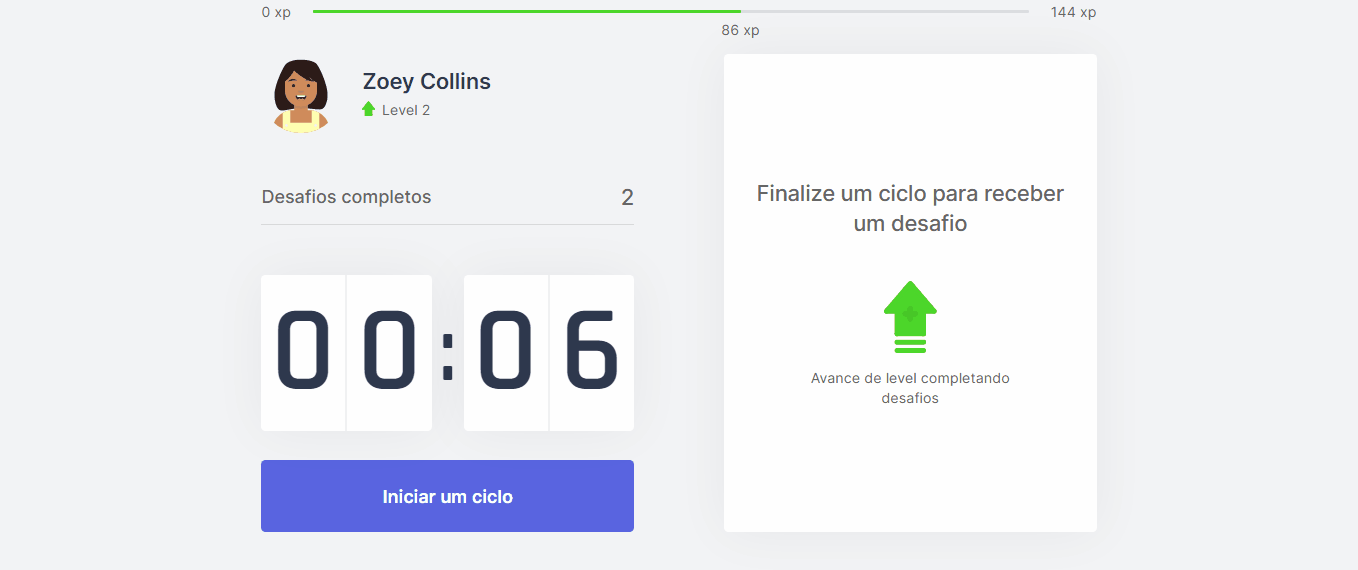 0 xp
144 xp
86 xp
Zoey Collins
Level 2
Desafios completos
2
00:06
Iniciar um ciclo
Finalize um ciclo para receber
um desafio
Avance de level completando
desafios